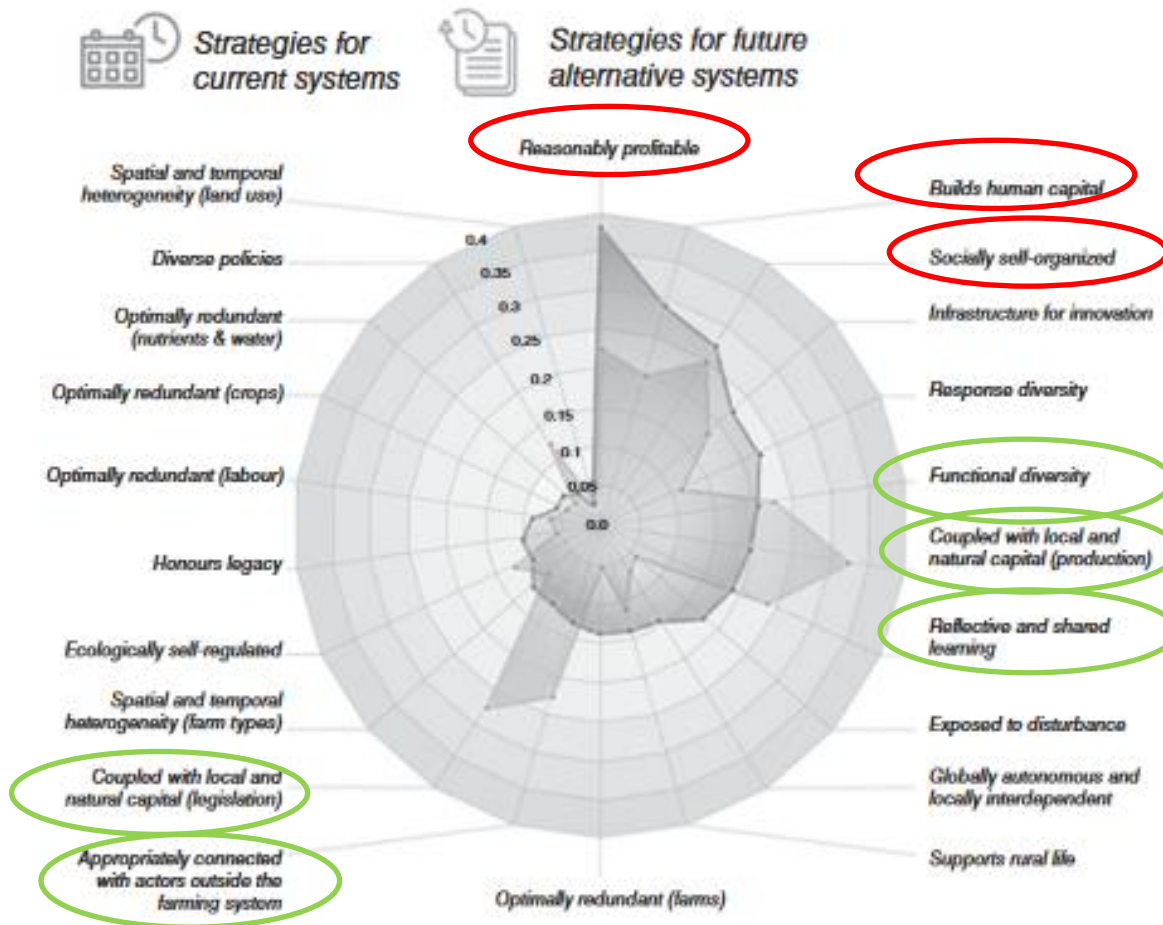 Strategies for
current systems
Strategies for future
alternative systems
Reasonably profitable
Builds human capital
Socially self-organized
Infrastructure for innovation
Response diversity
Functional diversity
Coupled with local and
natural capital (production)
Reflective and shared
learning
Exposed to disturbance
Globally autonomous and
locally interdependent
Supports rural life
Optimally redundant (farms)
Appropriately connected
with actors outside the
farming system
Coupled with local and
natural capital (legislation)
Spatial and temporal
heterogeneity (farm types)
Ecologically self-regulated
Honours legacy
Optimally redundant (labour)
Optimally redundant (crops)
Optimally redundant
(nutrients & water)
Diverse policies
Spatial and temporal
heterogeneity (land use)
0.4
0.35
0.3
0.25
0.2
0.15
0.1
0.05
0.0